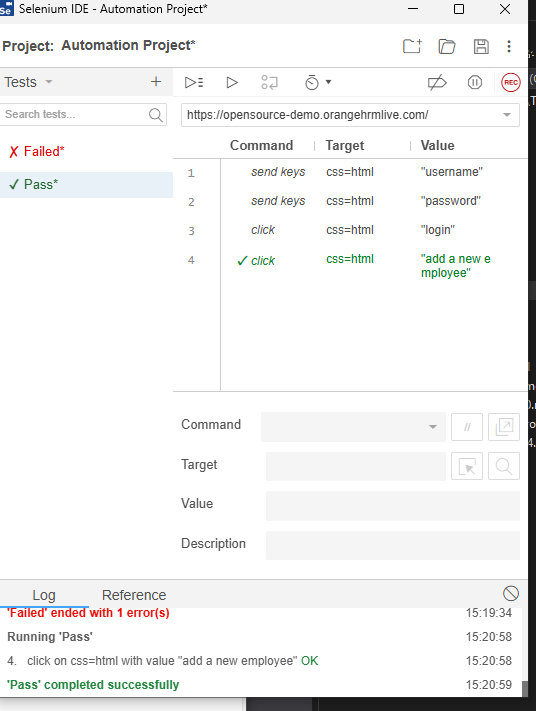 Se Selenium IDE - Automation Project*
Project: Automation Project*
Tests
REC
Search tests...
https://opensource-demo.orangehrmlive.com/
Command Target Value
✗ Failed*
✓ Pass*
1 send keys css=html "username"
2 send keys css=html "password"
3 click css=html "login"
4 ✓ click css=html "add a new e
mployee"
Command
//
Target
Value
Description
Log Reference
'Failed' ended with 1 error(s) 15:19:34
Running 'Pass' 15:20:58
4. click on css=html with value "add a new employee" OK 15:20:58
'Pass' completed successfully 15:20:59